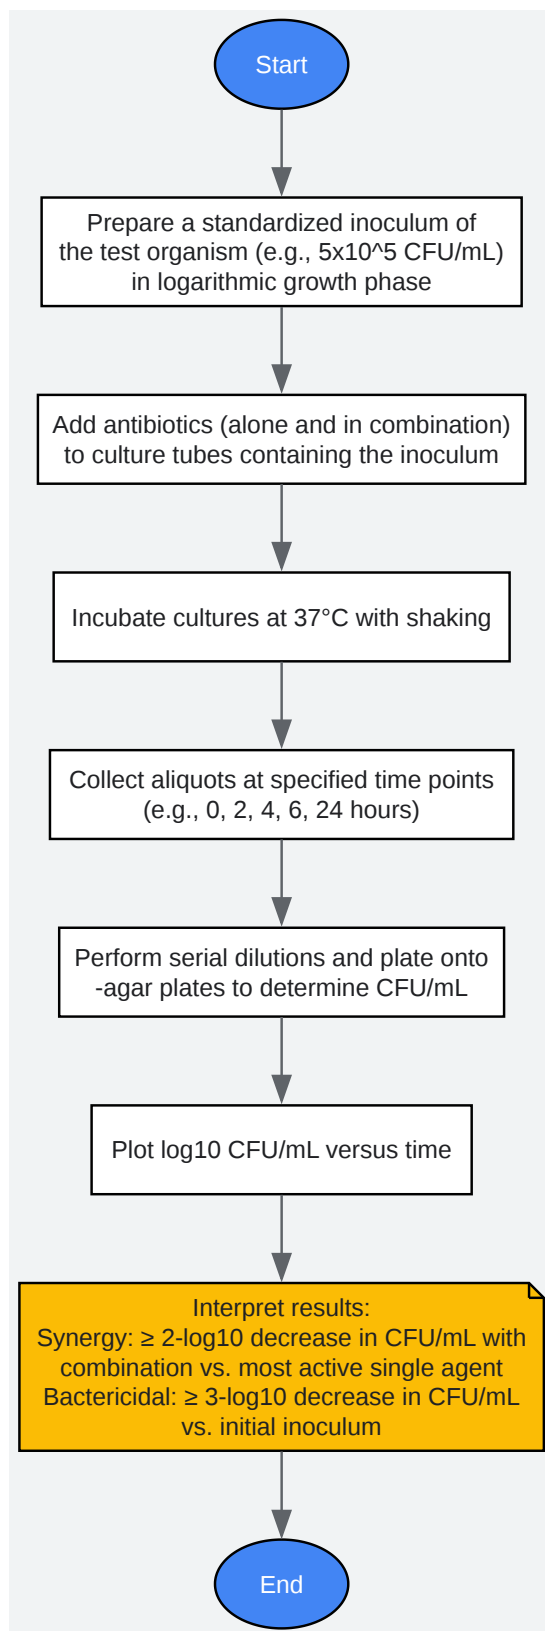 Start
Prepare a standardized inoculum of
the test organism (e.g., 5x10^5 CFU/mL)
in logarithmic growth phase
Add antibiotics (alone and in combination)
to culture tubes containing the inoculum
Incubate cultures at 37°C with shaking
Collect aliquots at specified time points
(e.g., 0, 2, 4, 6, 24 hours)
Perform serial dilutions and plate onto
-agar plates to determine CFU/mL
Plot log10 CFU/mL versus time
Interpret results:
Synergy: ≥ 2-log10 decrease in CFU/mL with
combination vs. most active single agent
Bactericidal: ≥ 3-log10 decrease in CFU/mL
vs. initial inoculum
End